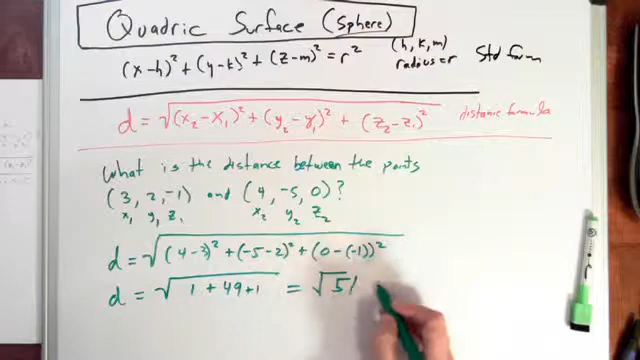 Quadric Surface (Sphere)
(x-h)² + (y-k)² + (z-m)² = r² (h, k, m) radius = r Std form
d = √(x₂-x₁)² + (y₂-y₁)² + (z₂-z₁)² distance formula
What is the distance between the points
(3, 2, -1) and (4, -5, 0)?
x₁ y₁ z₁ x₂ y₂ z₂
d = √(4-3)² + (-5-2)² + (0-(-1))²
d = √1 + 49 + 1 = √51